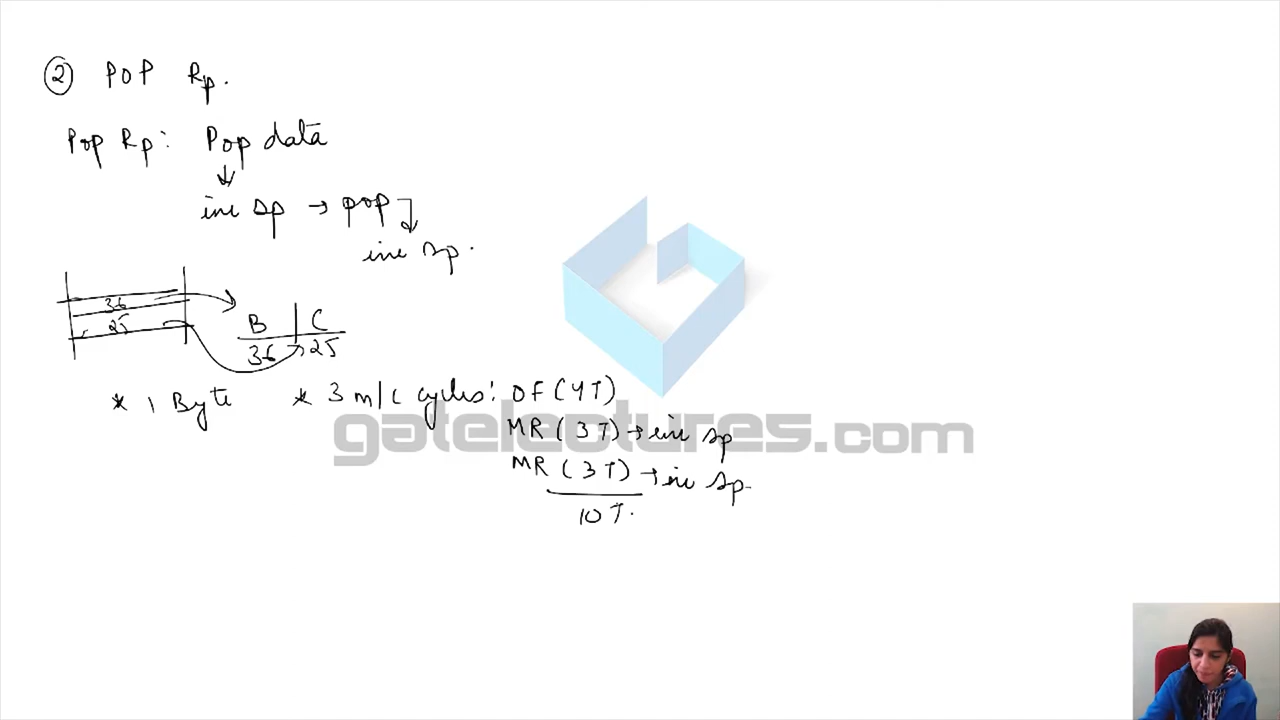 ② POP Rp.
Pop Rp: Pop data
↓
inc sp → pop ↓
inc sp.
36
25
B | C
36 | 25
* 1 Byte * 3 m/c cycles: OF (4T)
MR (3T) → inc sp
MR (3T) → inc sp.
10T.
gatelectures.com